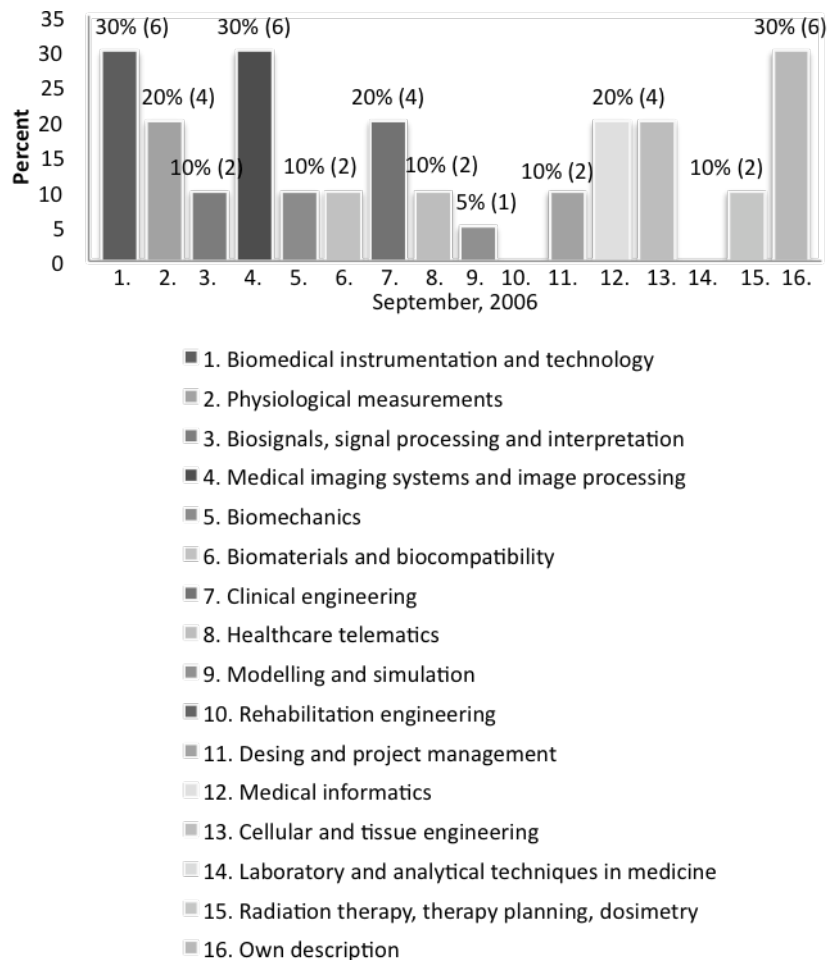 35
30% (6) 30% (6) 30% (6)
30
25
20% (4) 20% (4) 20% (4)
20
Percent
15
10% (2) 10% (2) 10% (2) 10% (2) 10% (2)
10
5% (1)
5
0
1. 2. 3. 4. 5. 6. 7. 8. 9. 10. 11. 12. 13. 14. 15. 16.
September, 2006
1. Biomedical instrumentation and technology
2. Physiological measurements
3. Biosignals, signal processing and interpretation
4. Medical imaging systems and image processing
5. Biomechanics
6. Biomaterials and biocompatibility
7. Clinical engineering
8. Healthcare telematics
9. Modelling and simulation
10. Rehabilitation engineering
11. Desing and project management
12. Medical informatics
13. Cellular and tissue engineering
14. Laboratory and analytical techniques in medicine
15. Radiation therapy, therapy planning, dosimetry
16. Own description